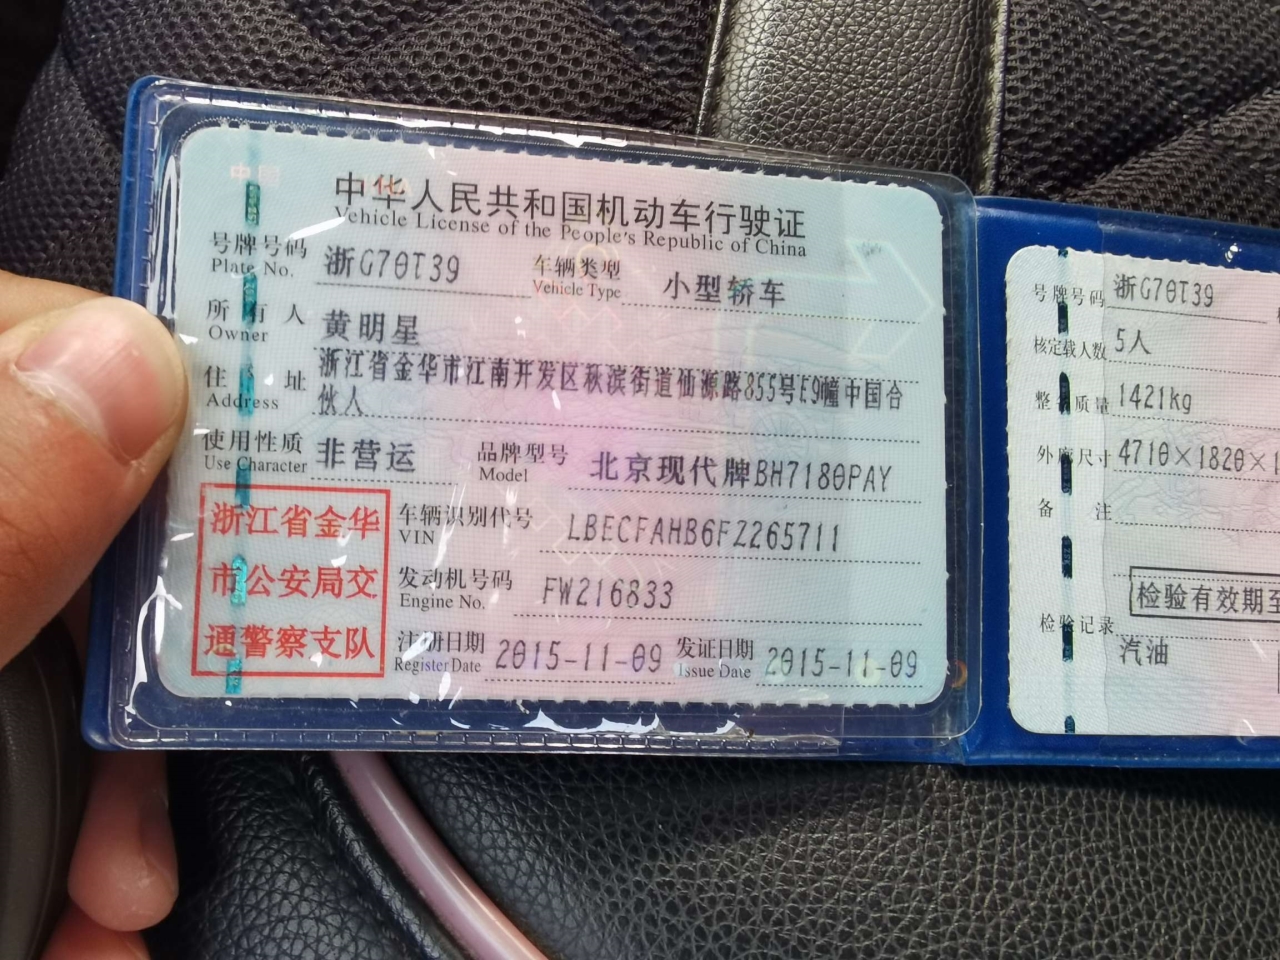 中华人民共和国机动车行驶证
Vehicle License of the People's Republic of China
号牌号码 浙G70T39 车辆类型 小型轿车
Plate No. Vehicle Type
所有人 黄明星
Owner
住址 浙江省金华市江南开发区秋滨街道仙源路855号E9幢中国合
Address 伙人
使用性质 非营运 品牌型号 北京现代牌BH7180PAY
Use Character Model
浙江省金华
市公安局交
通警察支队
车辆识别代号 LBECFAHB6FZ265711
VIN
发动机号码 FW216833
Engine No.
注册日期 2015-11-09 发证日期 2015-11-09
Register Date Issue Date
号牌号码 浙G70T39
核定载人数 5人
整备质量 1421kg
外廓尺寸 4710×1820×1
备注
检验有效期至
检验记录
汽油